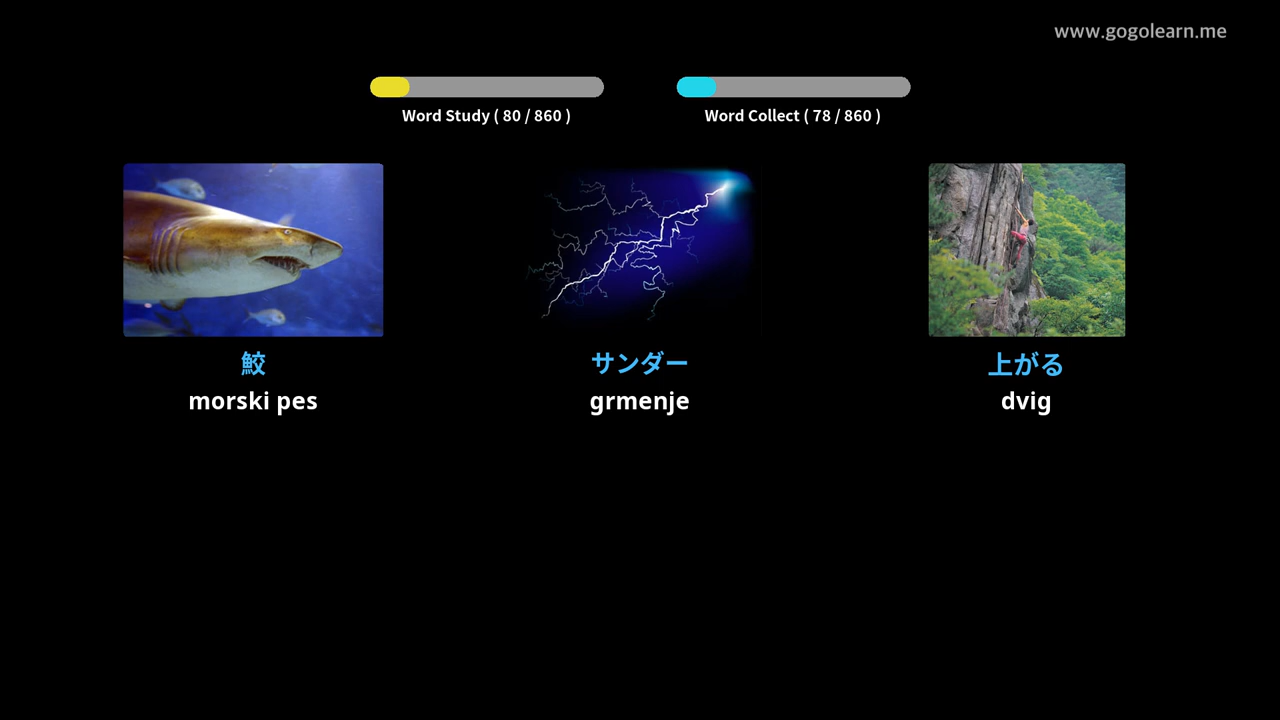 www.gogolearn.me
Word Study ( 80 / 860 )
Word Collect ( 78 / 860 )
鮫
サンダー
上がる
morski pes
grmenje
dvig